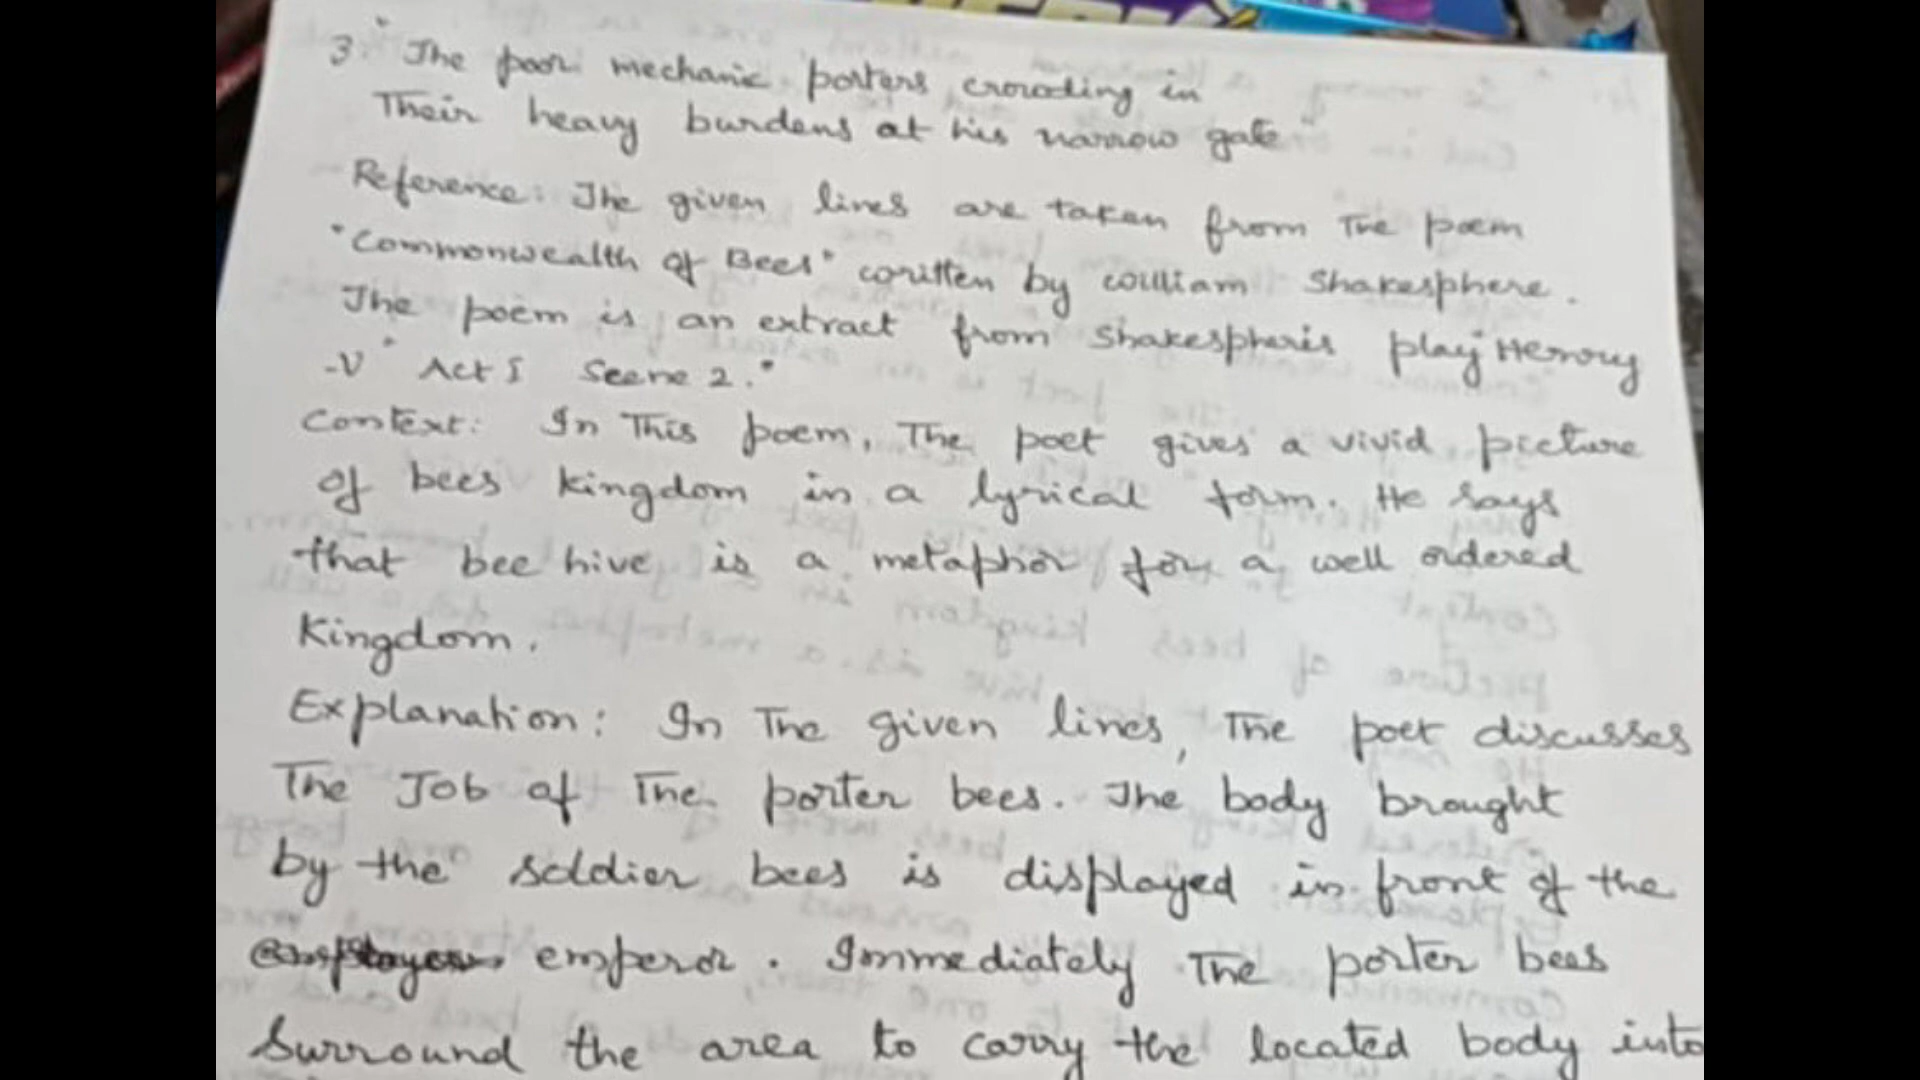 3. "The poor mechanic porters crowding in
Their heavy burdens at his narrow gate"
Reference: The given lines are taken from The poem
"Commonwealth of Bees" written by william Shakesphere.
The poem is an extract from Shakespheris play "Henry
-V" Act I Scene 2."
Context: In This poem, The poet gives a vivid picture
of bees kingdom in a lyrical form. He says
that bee hive is a metaphor for a well ordered
Kingdom.
Explanation: In The given lines, The poet discusses
The Job of The porter bees. The body brought
by the soldier bees is displayed in front of the
emperor. Immediately The porter bees
Surround the area to carry the located body into